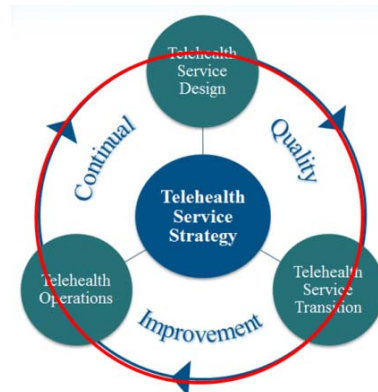 Telehealth
Service
Design
Continual
Quality
Telehealth
Service
Strategy
Telehealth
Operations
Telehealth
Service
Transition
Improvement